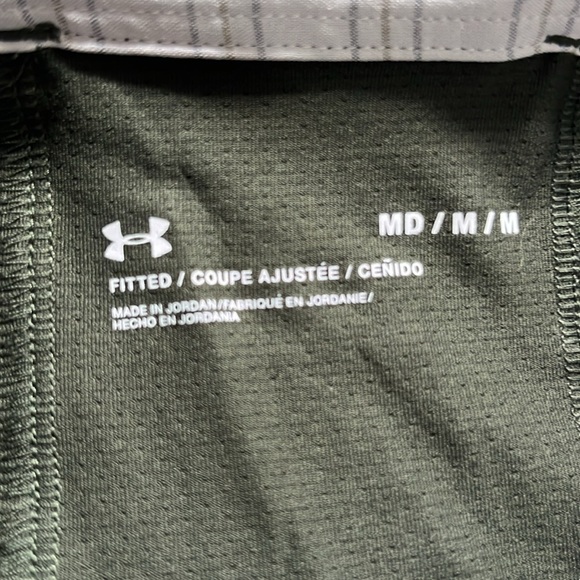 MD / M / M
FITTED / COUPE AJUSTÉE / CEÑIDO
MADE IN JORDAN/FABRIQUÉ EN JORDANIE/
HECHO EN JORDANIA